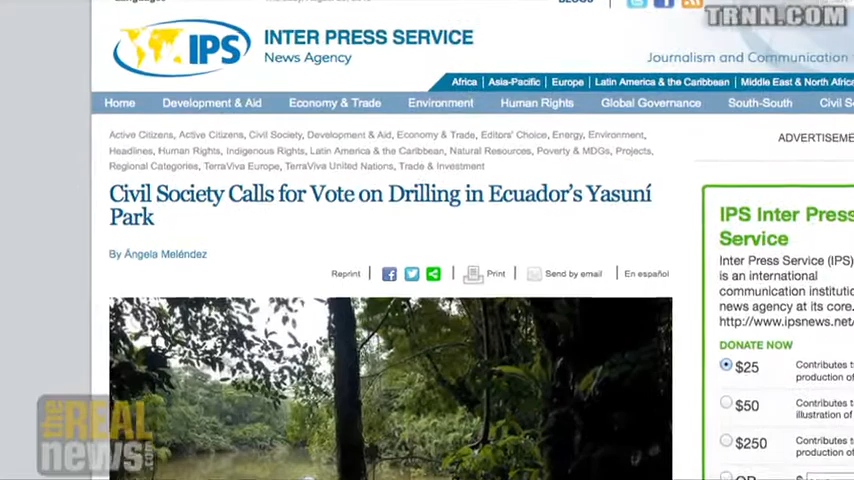 TRNN.COM
IPS
INTER PRESS SERVICE
News Agency
Journalism and Communication
Africa | Asia-Pacific | Europe | Latin America & the Caribbean | Middle East & North Africa
Home Development & Aid Economy & Trade Environment Human Rights Global Governance South-South Civil S
Active Citizens, Active Citizens, Civil Society, Development & Aid, Economy & Trade, Editors' Choice, Energy, Environment,
Headlines, Human Rights, Indigenous Rights, Latin America & the Caribbean, Natural Resources, Poverty & MDGs, Projects,
Regional Categories, TerraViva Europe, TerraViva United Nations, Trade & Investment
ADVERTISEME
Civil Society Calls for Vote on Drilling in Ecuador's Yasuní
Park
By Ángela Meléndez
Reprint | | Print | Send by email | En español
IPS Inter Press
Service
Inter Press Service (IPS)
is an international
communication institutio
news agency at its core.
http://www.ipsnews.net/
DONATE NOW
$25 Contributes t
production of
$50 Contributes t
illustration of
$250 Contributes t
production of
the REAL
news.com